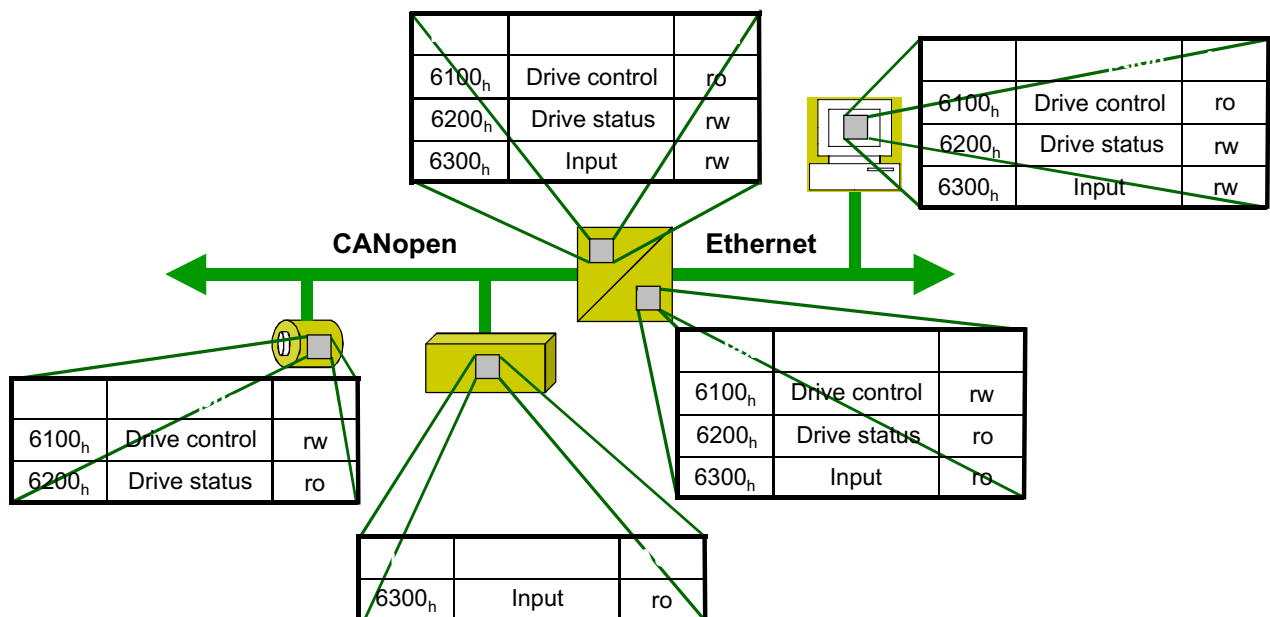 6100h Drive control ro
6200h Drive status rw
6300h Input rw
6100h Drive control ro
6200h Drive status rw
6300h Input rw
CANopen
Ethernet
6100h Drive control rw
6200h Drive status ro
6300h Input ro
6100h Drive control rw
6200h Drive status ro
6300h Input ro